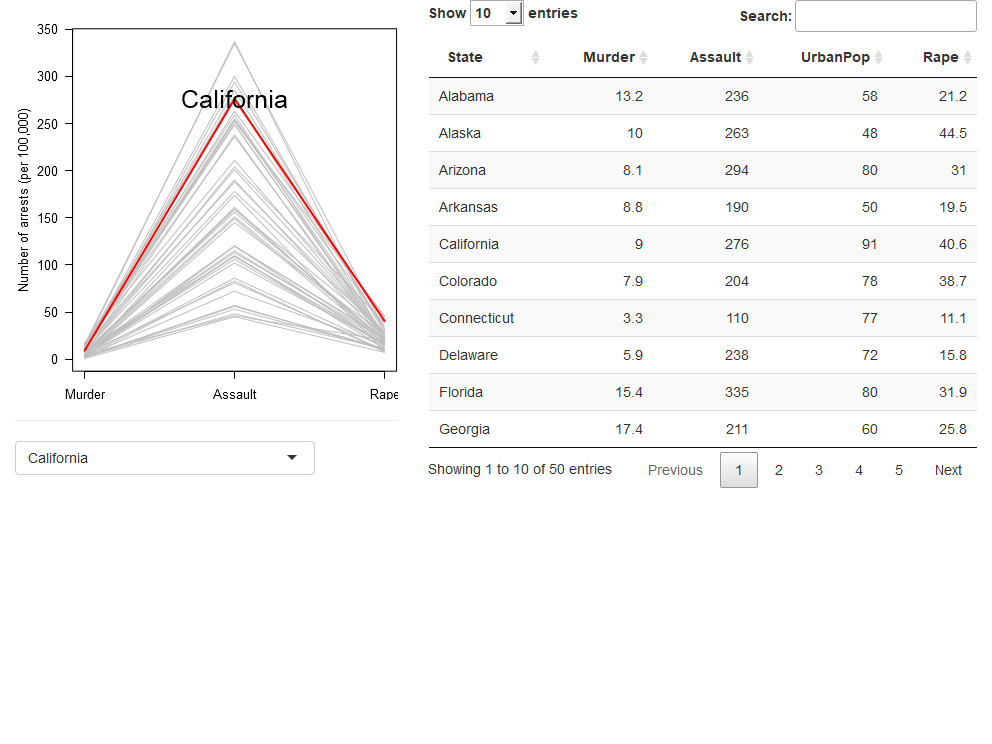 350
300
250
200
150
100
50
0
Number of arrests (per 100,000)
California
Murder Assault Rape
California
Show 10 entries Search:
State Murder Assault UrbanPop Rape
Alabama 13.2 236 58 21.2
Alaska 10 263 48 44.5
Arizona 8.1 294 80 31
Arkansas 8.8 190 50 19.5
California 9 276 91 40.6
Colorado 7.9 204 78 38.7
Connecticut 3.3 110 77 11.1
Delaware 5.9 238 72 15.8
Florida 15.4 335 80 31.9
Georgia 17.4 211 60 25.8
Showing 1 to 10 of 50 entries Previous 1 2 3 4 5 Next